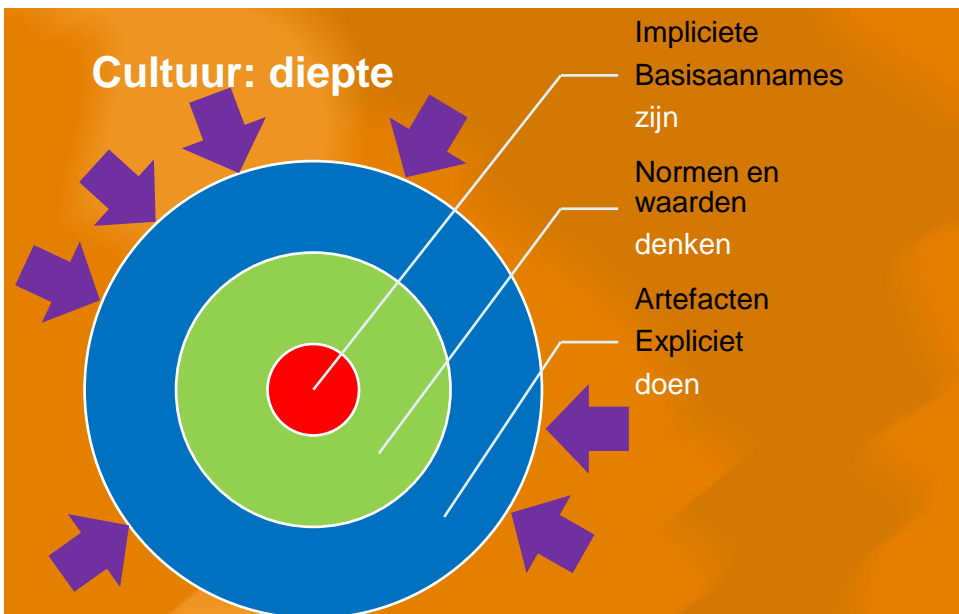 Cultuur: diepte
Impliciete
Basisaannames
zijn
Normen en
waarden
denken
Artefacten
Expliciet
doen